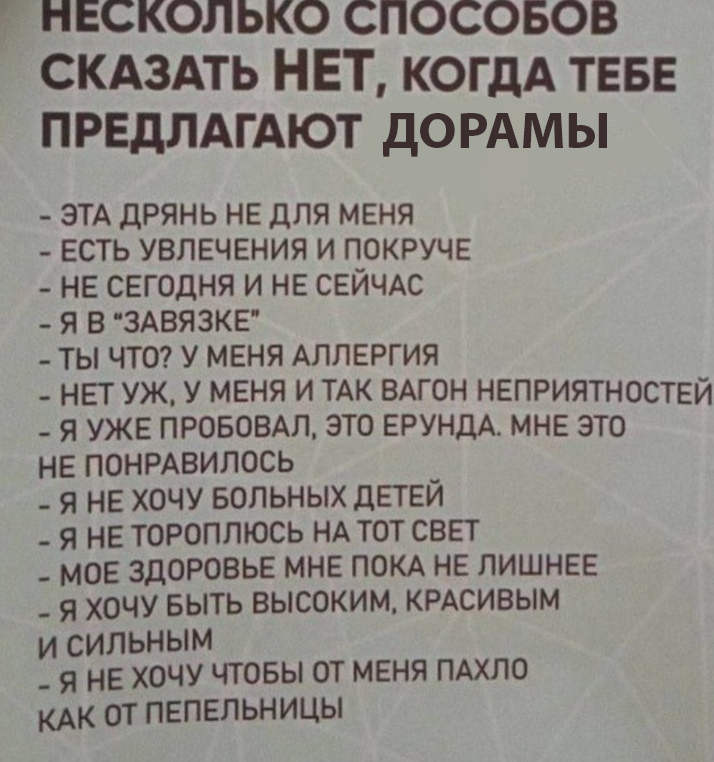 НЕСКОЛЬКО СПОСОБОВ
СКАЗАТЬ НЕТ, КОГДА ТЕБЕ
ПРЕДЛАГАЮТ ДОРАМЫ
- ЭТА ДРЯНЬ НЕ ДЛЯ МЕНЯ
- ЕСТЬ УВЛЕЧЕНИЯ И ПОКРУЧЕ
- НЕ СЕГОДНЯ И НЕ СЕЙЧАС
- Я В "ЗАВЯЗКЕ"
- ТЫ ЧТО? У МЕНЯ АЛЛЕРГИЯ
- НЕТ УЖ, У МЕНЯ И ТАК ВАГОН НЕПРИЯТНОСТЕЙ
- Я УЖЕ ПРОБОВАЛ, ЭТО ЕРУНДА. МНЕ ЭТО
НЕ ПОНРАВИЛОСЬ
- Я НЕ ХОЧУ БОЛЬНЫХ ДЕТЕЙ
- Я НЕ ТОРОПЛЮСЬ НА ТОТ СВЕТ
- МОЕ ЗДОРОВЬЕ МНЕ ПОКА НЕ ЛИШНЕЕ
- Я ХОЧУ БЫТЬ ВЫСОКИМ, КРАСИВЫМ
И СИЛЬНЫМ
- Я НЕ ХОЧУ ЧТОБЫ ОТ МЕНЯ ПАХЛО
КАК ОТ ПЕПЕЛЬНИЦЫ